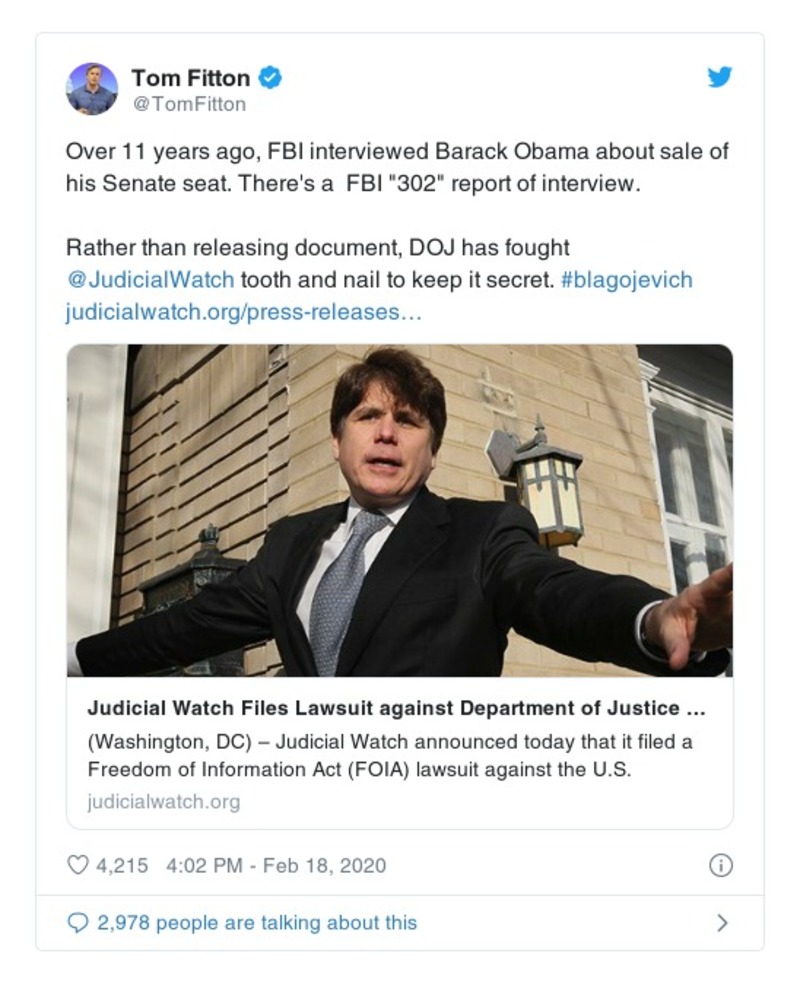 Tom Fitton
@TomFitton
Over 11 years ago, FBI interviewed Barack Obama about sale of
his Senate seat. There's a  FBI "302" report of interview.
Rather than releasing document, DOJ has fought
@JudicialWatch tooth and nail to keep it secret. #blagojevich
judicialwatch.org/press-releases…
Judicial Watch Files Lawsuit against Department of Justice ...
(Washington, DC) – Judicial Watch announced today that it filed a
Freedom of Information Act (FOIA) lawsuit against the U.S.
judicialwatch.org
4,215 4:02 PM - Feb 18, 2020
2,978 people are talking about this